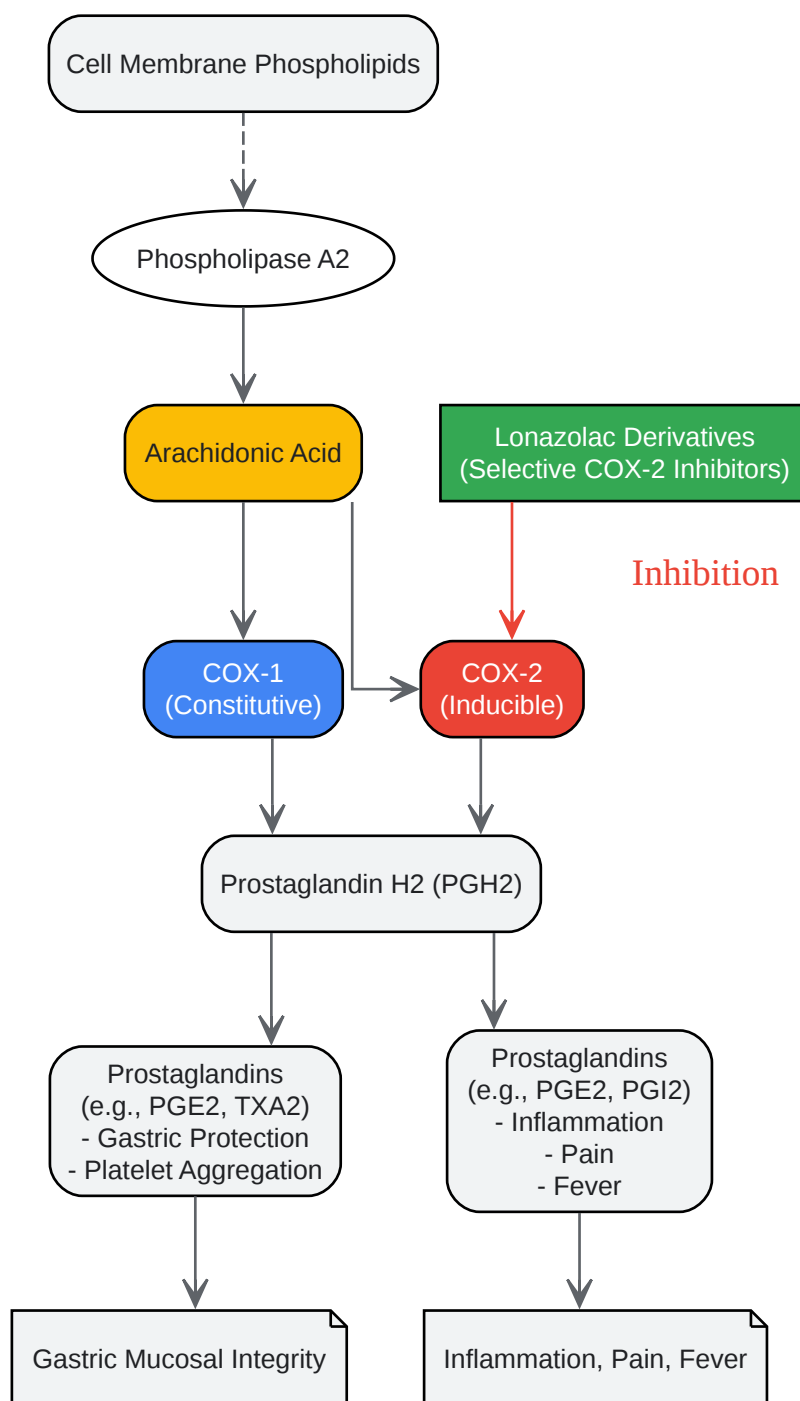 Cell Membrane Phospholipids
Phospholipase A2
Arachidonic Acid
Lonazolac Derivatives
(Selective COX-2 Inhibitors)
Inhibition
COX-1
(Constitutive)
COX-2
(Inducible)
Prostaglandin H2 (PGH2)
Prostaglandins
(e.g., PGE2, TXA2)
- Gastric Protection
- Platelet Aggregation
Prostaglandins
(e.g., PGE2, PGI2)
- Inflammation
- Pain
- Fever
Gastric Mucosal Integrity
Inflammation, Pain, Fever